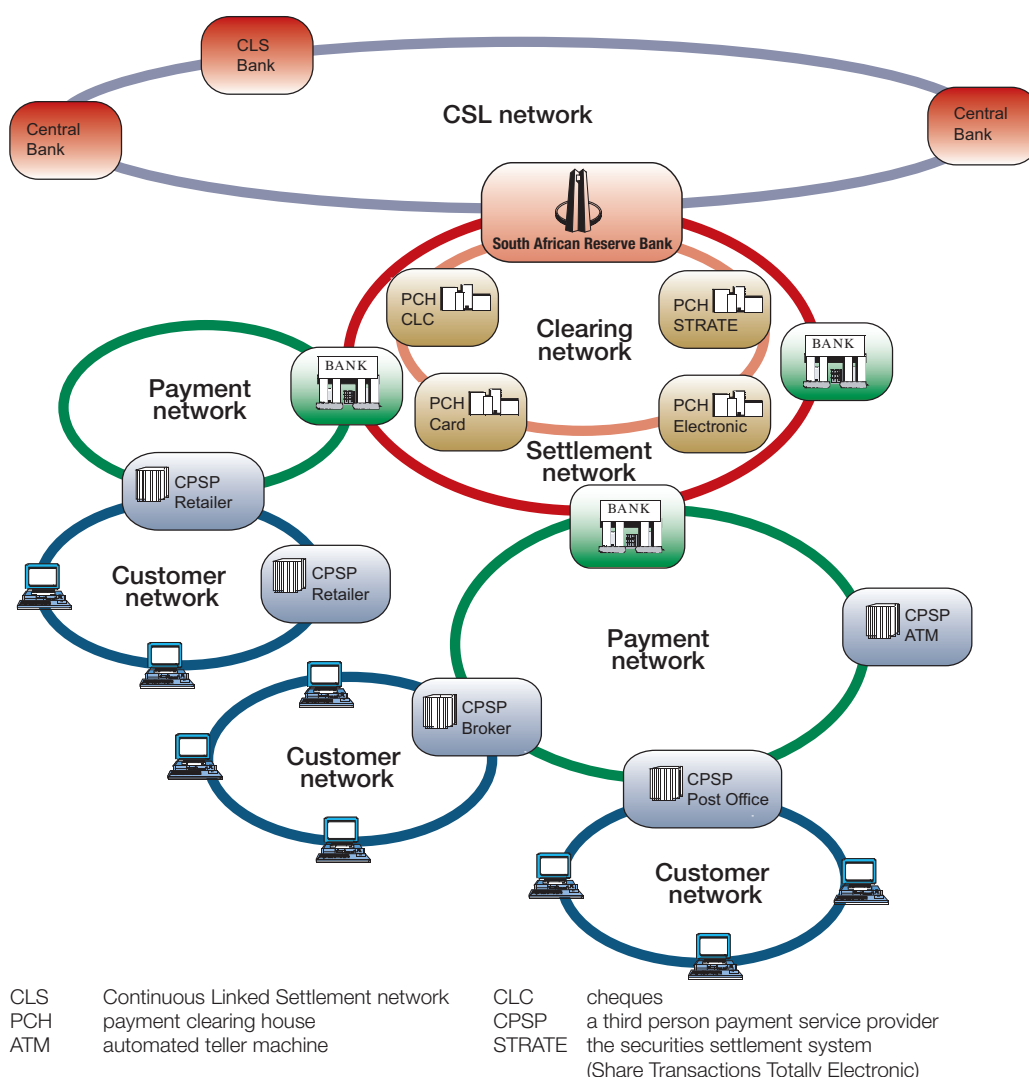 CLS
Bank
Central
Bank
CSL network
Central
Bank
South African Reserve Bank
PCH
CLC
PCH
STRATE
Clearing
network
BANK
BANK
Payment
network
PCH
Card
PCH
Electronic
Settlement
network
CPSP
Retailer
BANK
Customer
network
CPSP
Retailer
CPSP
ATM
Payment
network
CPSP
Broker
Customer
network
CPSP
Post Office
Customer
network
CLS Continuous Linked Settlement network
PCH payment clearing house
ATM automated teller machine
CLC cheques
CPSP a third person payment service provider
STRATE the securities settlement system
(Share Transactions Totally Electronic)